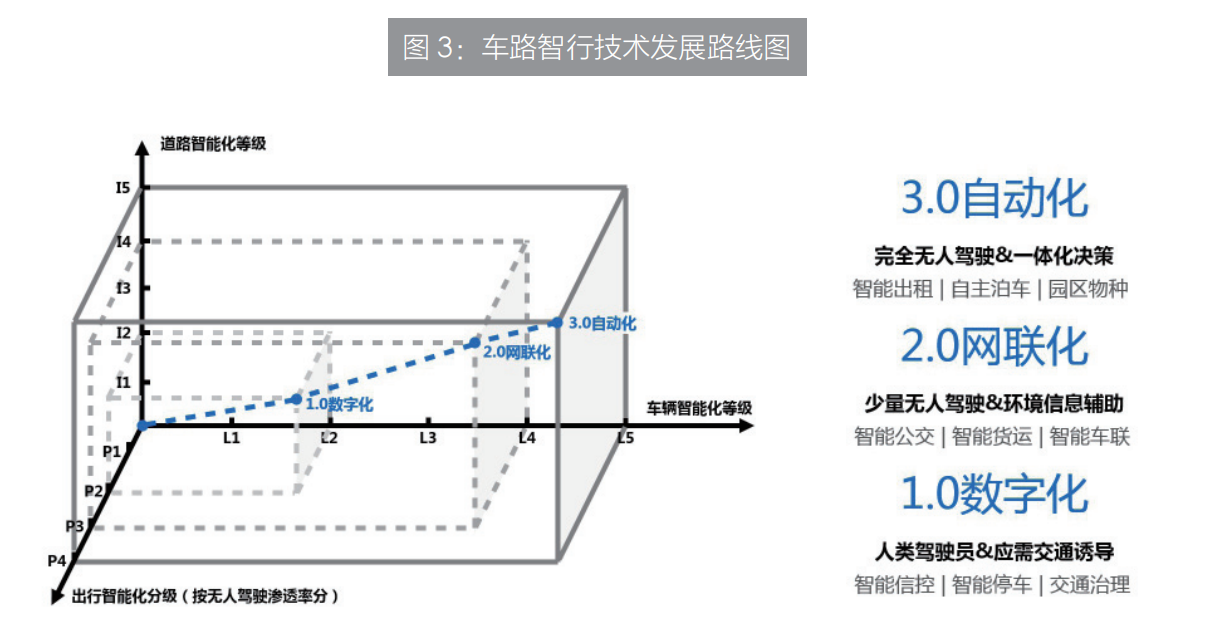 图 3：车路智行技术发展路线图
道路智能化等级
I5
I4
I3
I2
I1
3.0自动化
2.0网联化
1.0数字化
车辆智能化等级
L1
L2
L3
L4
L5
P1
P2
P3
P4
出行智能化分级（按无人驾驶渗透率分）
3.0自动化
完全无人驾驶&一体化决策
智能出租 | 自主泊车 | 园区物种
2.0网联化
少量无人驾驶&环境信息辅助
智能公交 | 智能货运 | 智能车联
1.0数字化
人类驾驶员&应需交通诱导
智能信控 | 智能停车 | 交通治理